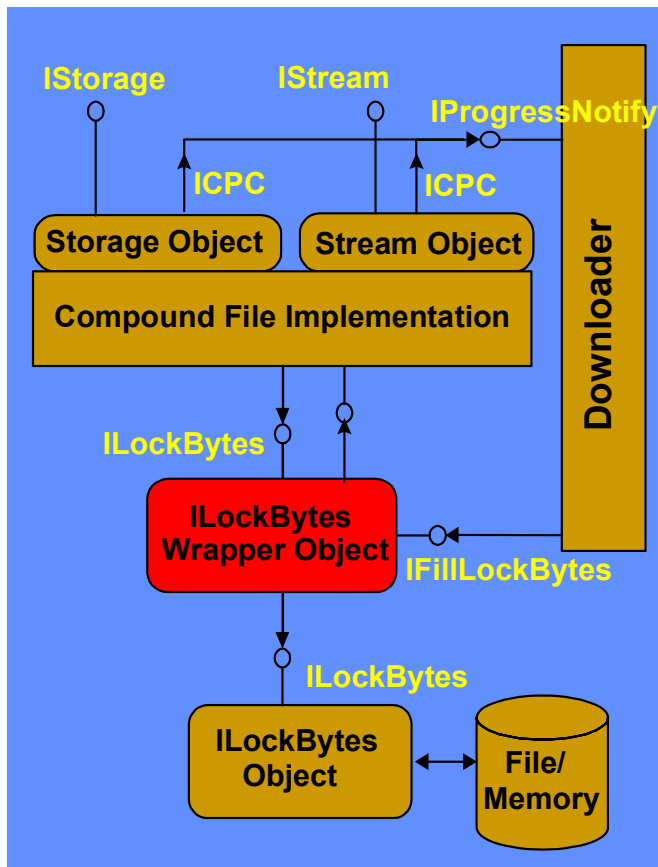 IStorage
IStream
IProgressNotify
ICPC
ICPC
Storage Object
Stream Object
Compound File Implementation
Downloader
ILockBytes
ILockBytes
Wrapper Object
IFillLockBytes
ILockBytes
ILockBytes
Object
File/
Memory